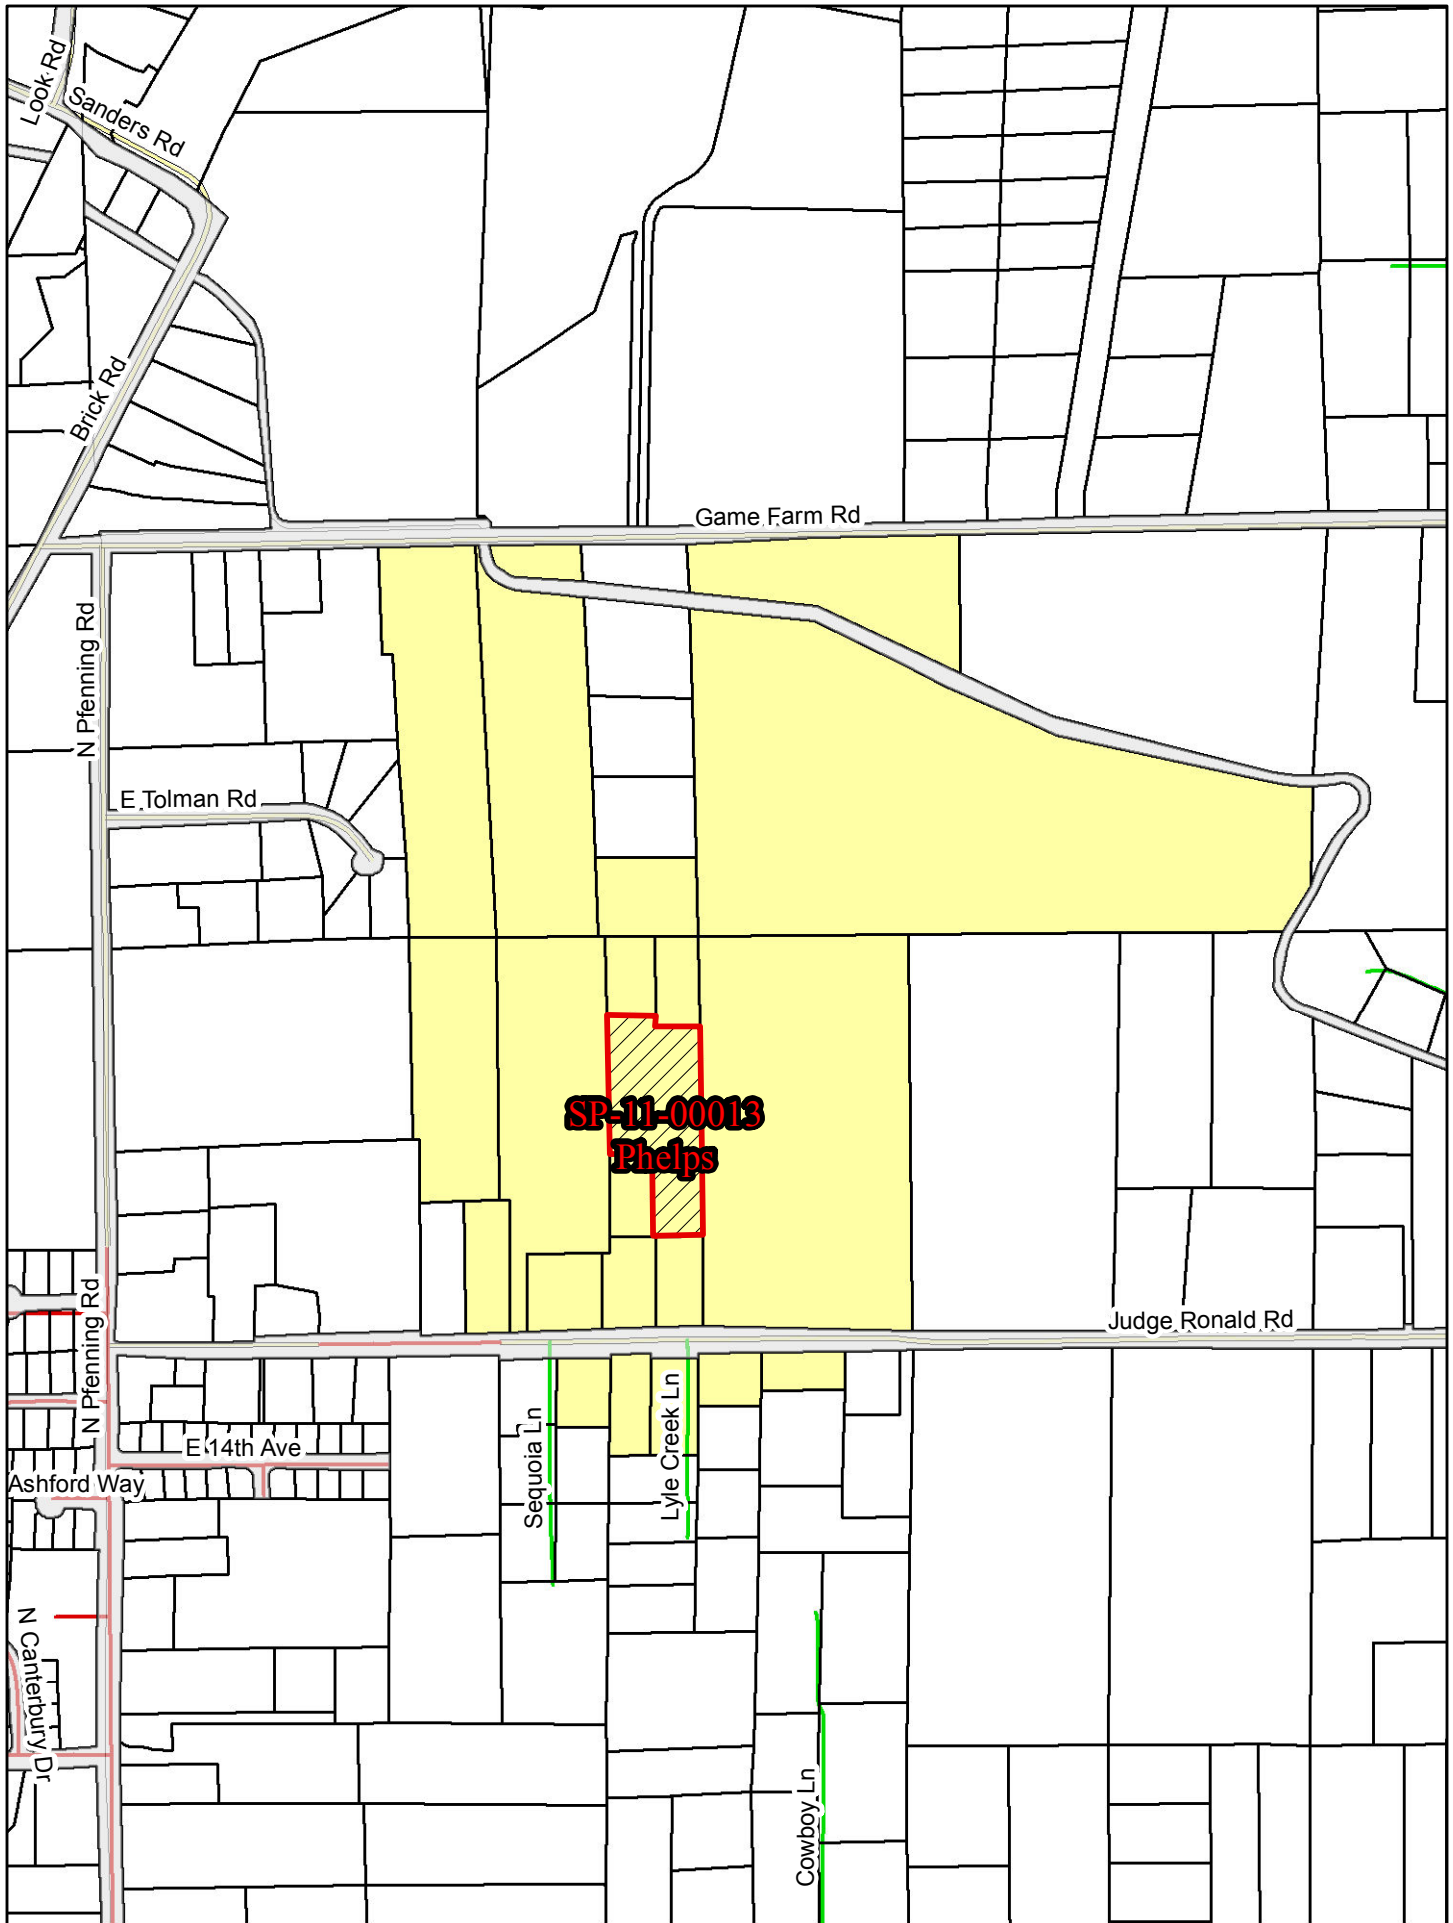 Look Rd
Sanders Rd
Brick Rd
Game Farm Rd
N Pfenning Rd
E Tolman Rd
SP-11-00013
Phelps
Judge Ronald Rd
N Pfenning Rd
E 14th Ave
Ashford Way
Sequoia Ln
Lyle Creek Ln
N Canterbury Dr
Cowboy Ln